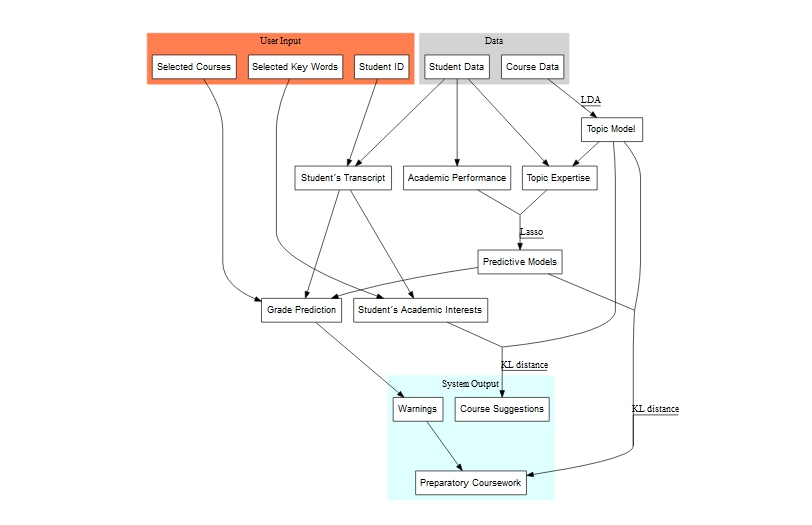 User Input
Data
Selected Courses
Selected Key Words
Student ID
Student Data
Course Data
LDA
Topic Model
Student´s Transcript
Academic Performance
Topic Expertise
Lasso
Predictive Models
Grade Prediction
Student´s Academic Interests
KL distance
System Output
Warnings
Course Suggestions
KL distance
Preparatory Coursework